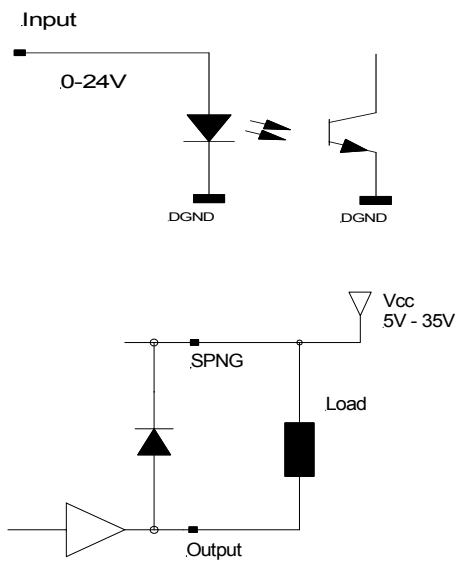 Input
0-24V
DGND
DGND
Vcc
5V - 35V
SPNG
Load
Output